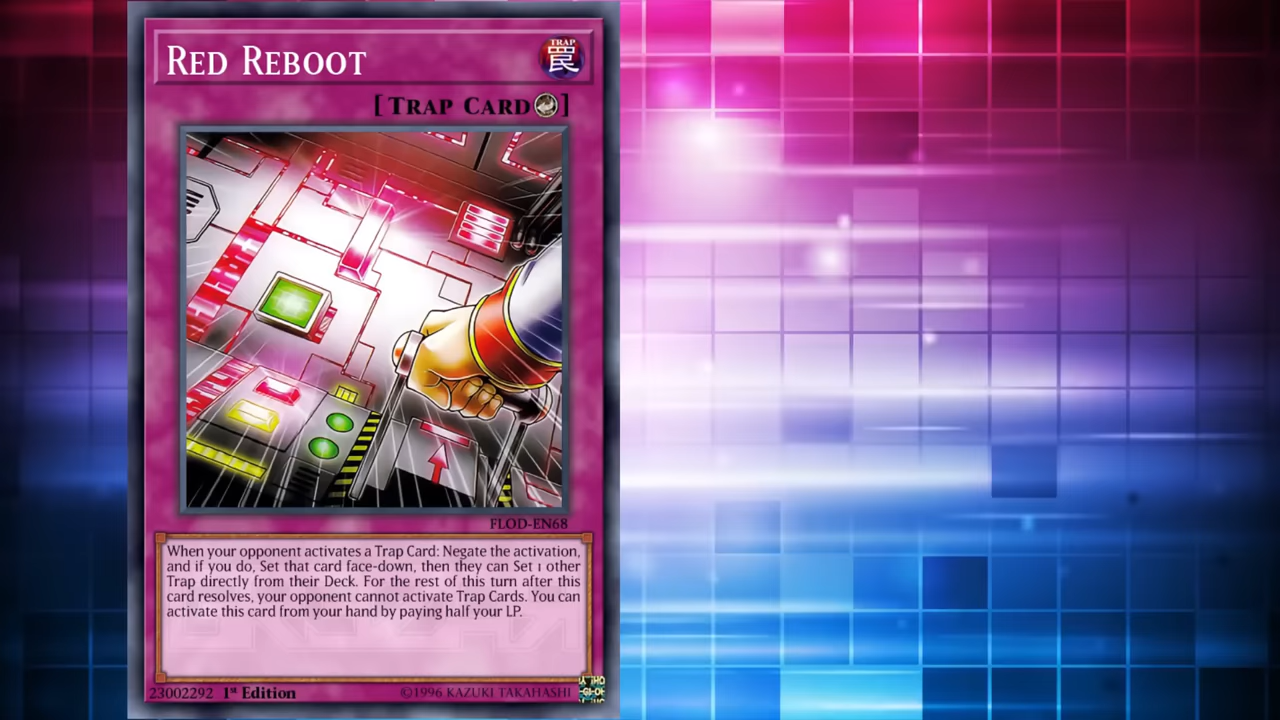 Red Reboot
TRAP
罠
[Trap Card]
FLOD-EN68
When your opponent activates a Trap Card: Negate the activation,
and if you do, Set that card face-down, then they can Set 1 other
Trap directly from their Deck. For the rest of this turn after this
card resolves, your opponent cannot activate Trap Cards. You can
activate this card from your hand by paying half your LP.
23002292 1st Edition ©1996 KAZUKI TAKAHASHI